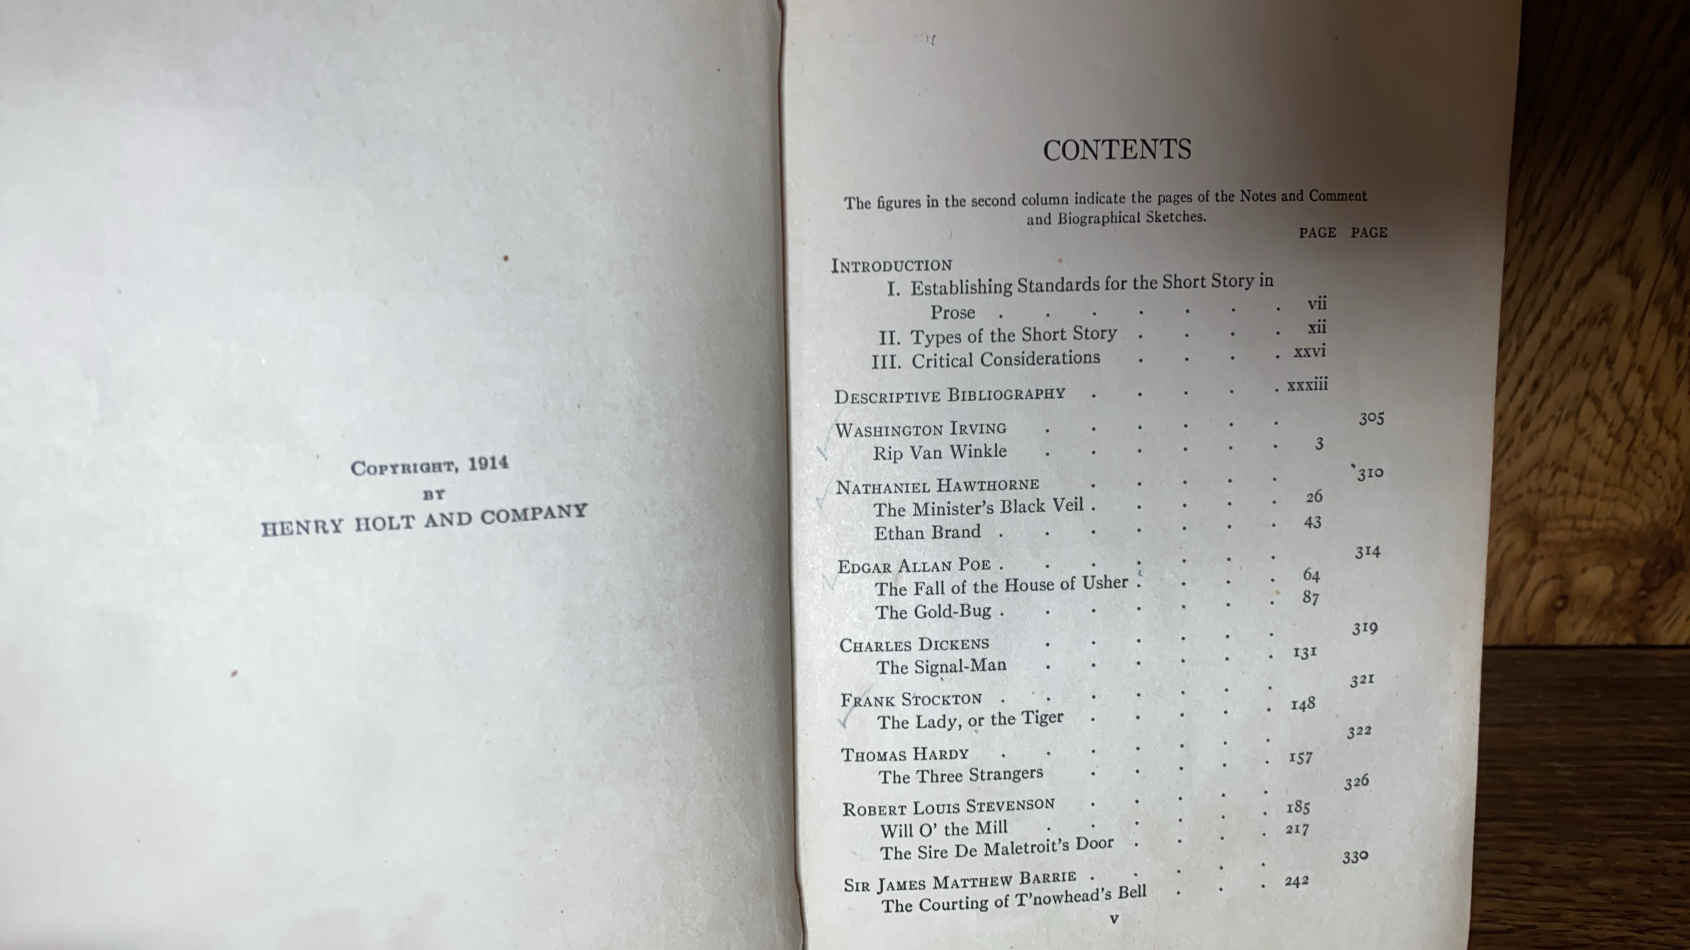 COPYRIGHT, 1914
BY
HENRY HOLT AND COMPANY
CONTENTS
The figures in the second column indicate the pages of the Notes and Comment
and Biographical Sketches.
PAGE PAGE
INTRODUCTION
I. Establishing Standards for the Short Story in
Prose . . . . . . . vii
II. Types of the Short Story . . . . xii
III. Critical Considerations . . . . xxvi
DESCRIPTIVE BIBLIOGRAPHY . . . . . xxxiii
WASHINGTON IRVING . . . . . . 305
Rip Van Winkle . . . . . . 3
NATHANIEL HAWTHORNE . . . . . 310
The Minister's Black Veil . . . . . 26
Ethan Brand . . . . . . . 43
EDGAR ALLAN POE . . . . . . . 314
The Fall of the House of Usher . . . . 64
The Gold-Bug . . . . . . . 87
CHARLES DICKENS . . . . . . 319
The Signal-Man . . . . . . 131
FRANK STOCKTON . . . . . . . 321
The Lady, or the Tiger . . . . . 148
THOMAS HARDY . . . . . . . 322
The Three Strangers . . . . . 157
ROBERT LOUIS STEVENSON . . . . . 326
Will O' the Mill . . . . . . 185
The Sire De Maletroit's Door . . . . 217
SIR JAMES MATTHEW BARRIE . . . . . 330
The Courting of T'nowhead's Bell . . . 242
v